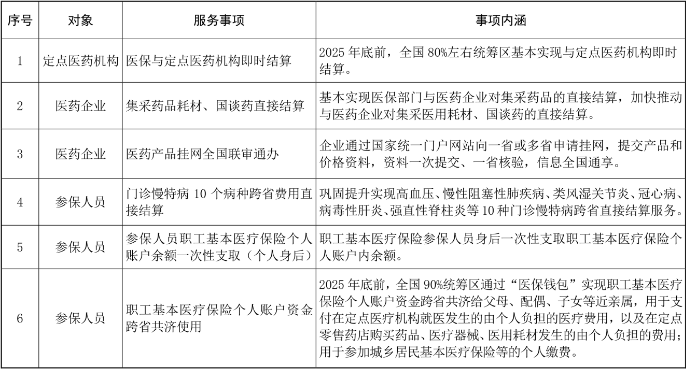 序号 对象 服务事项 事项内涵
1 定点医药机构 医保与定点医药机构即时结算 2025年底前，全国80%左右统筹区基本实现与定点医药机构即时
结算。
2 医药企业 集采药品耗材、国谈药直接结算 基本实现医保部门与医药企业对集采药品的直接结算，加快推动
与医药企业对集采医用耗材、国谈药的直接结算。
3 医药企业 医药产品挂网全国联审通办 企业通过国家统一门户网站向一省或多省申请挂网，提交产品和
价格资料，资料一次提交、一省核验，信息全国通享。
4 参保人员 门诊慢特病10个病种跨省费用直
接结算
巩固提升实现高血压、慢性阻塞性肺疾病、类风湿关节炎、冠心病、
病毒性肝炎、强直性脊柱炎等10种门诊慢特病跨省直接结算服务。
5 参保人员 参保人员职工基本医疗保险个人
账户余额一次性支取（个人身后）
职工基本医疗保险参保人员身后一次性支取职工基本医疗保险个
人账户内余额。
6 参保人员 职工基本医疗保险个人账户资金
跨省共济使用
2025年底前，全国90%统筹区通过“医保钱包”实现职工基本医疗
保险个人账户资金跨省共济给父母、配偶、子女等近亲属，用于支
付在定点医疗机构就医发生的由个人负担的医疗费用，以及在定点
零售药店购买药品、医疗器械、医用耗材发生的由个人负担的费用；
用于参加城乡居民基本医疗保险等的个人缴费。